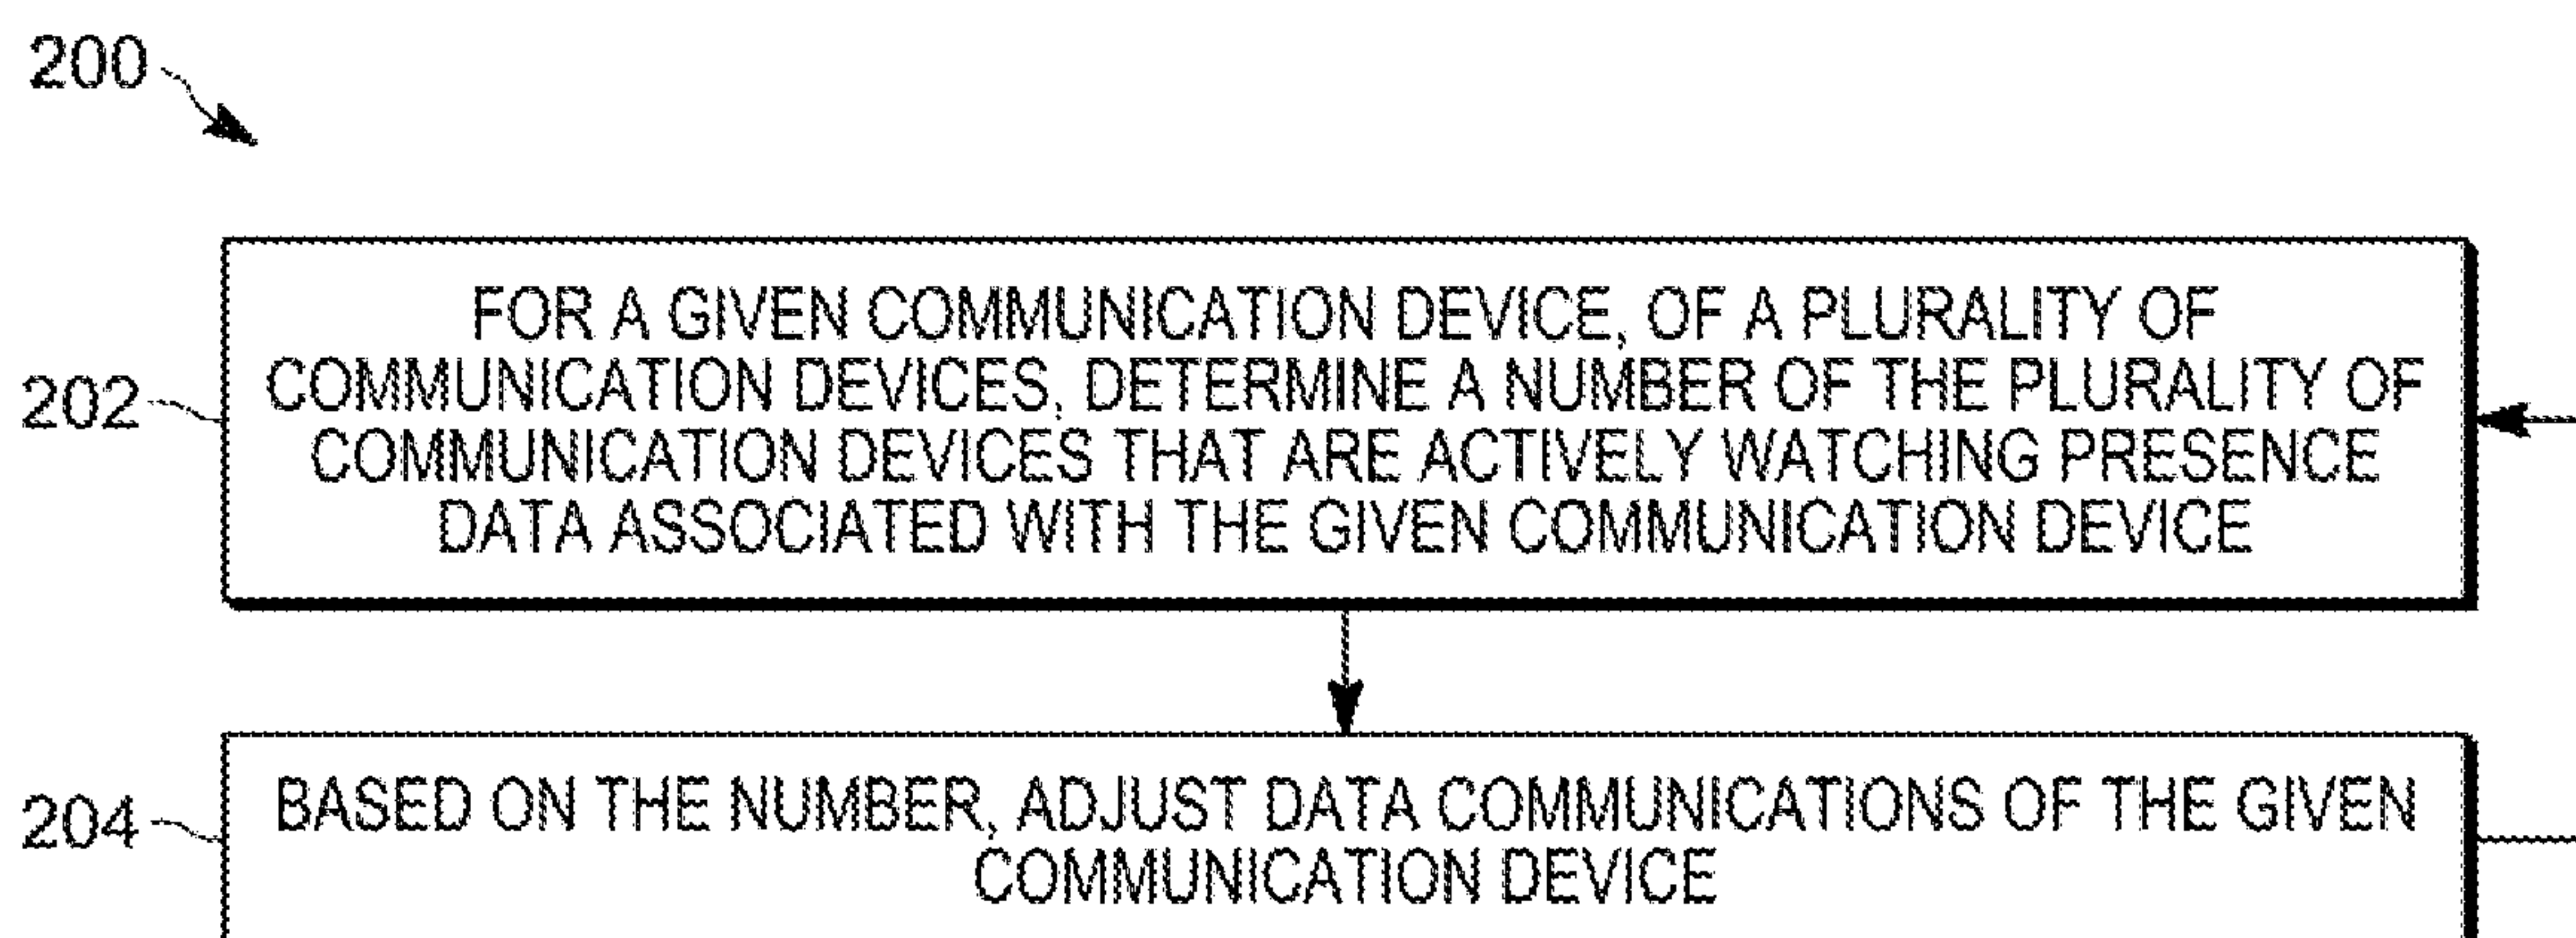 200
FOR A GIVEN COMMUNICATION DEVICE, OF A PLURALITY OF
COMMUNICATION DEVICES, DETERMINE A NUMBER OF THE PLURALITY OF
202
COMMUNICATION DEVICES THAT ARE ACTIVELY WATCHING PRESENCE
DATA ASSOCIATED WITH THE GIVEN COMMUNICATION DEVICE
204
BASED ON THE NUMBER, ADJUST DATA COMMUNICATIONS OF THE GIVEN
COMMUNICATION DEVICE